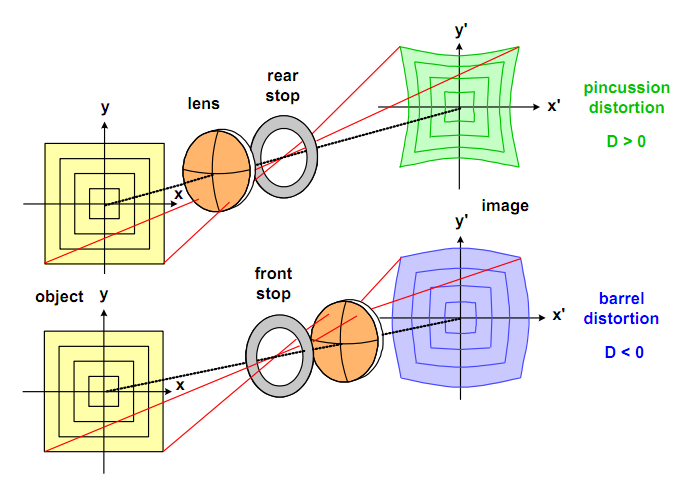 y'
rear
stop
lens
pincussion
distortion
x'
y
D > 0
x
image
y'
front
stop
object
y
barrel
distortion
x'
D < 0
x